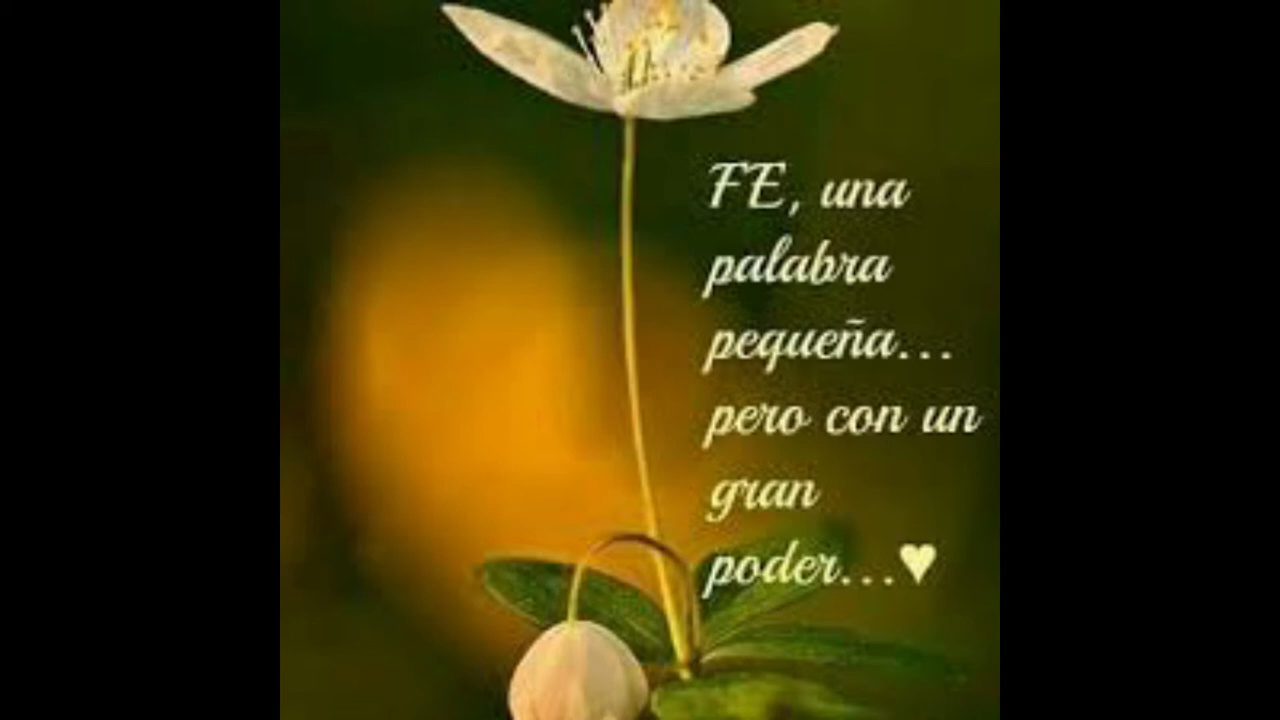 FE, una
palabra
pequeña...
pero con un
gran
poder...♥